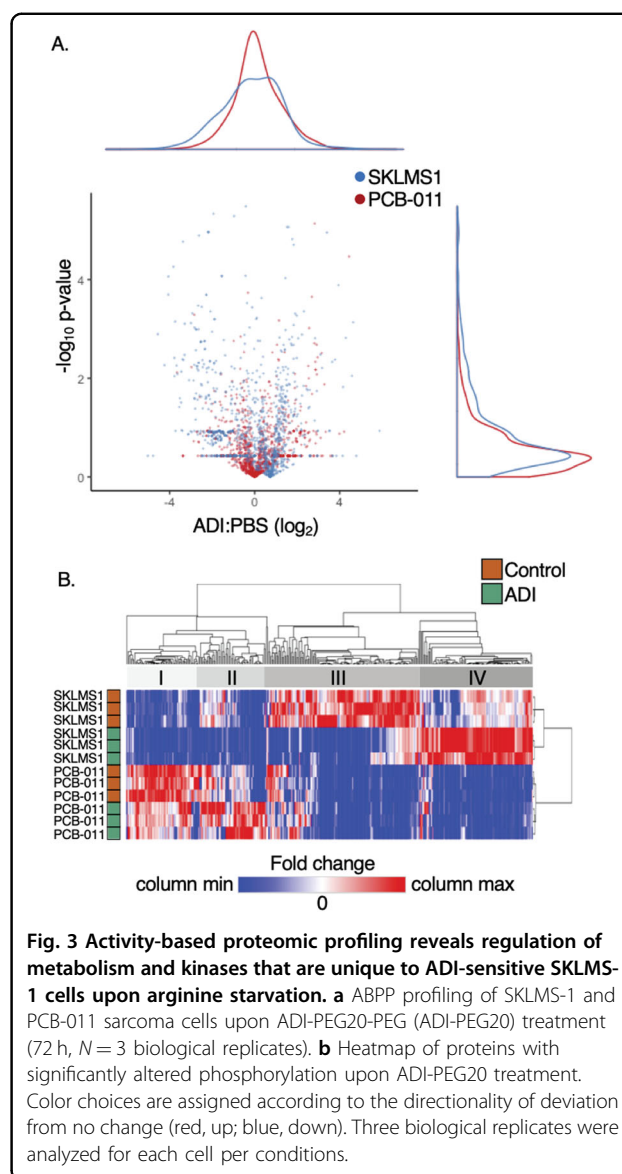 A.
SKLMS1
PCB-011
4
2
0
-log10 p-value
-4 0 4
ADI:PBS (log2)
B.
Control
ADI
I II III IV
SKLMS1
SKLMS1
SKLMS1
SKLMS1
SKLMS1
SKLMS1
PCB-011
PCB-011
PCB-011
PCB-011
PCB-011
PCB-011
Fold change
column min column max
0
Fig. 3 Activity-based proteomic profiling reveals regulation of
metabolism and kinases that are unique to ADI-sensitive SKLMS-
1 cells upon arginine starvation. a ABPP profiling of SKLMS-1 and
PCB-011 sarcoma cells upon ADI-PEG20-PEG (ADI-PEG20) treatment
(72 h, N = 3 biological replicates). b Heatmap of proteins with
significantly altered phosphorylation upon ADI-PEG20 treatment.
Color choices are assigned according to the directionality of deviation
from no change (red, up; blue, down). Three biological replicates were
analyzed for each cell per conditions.